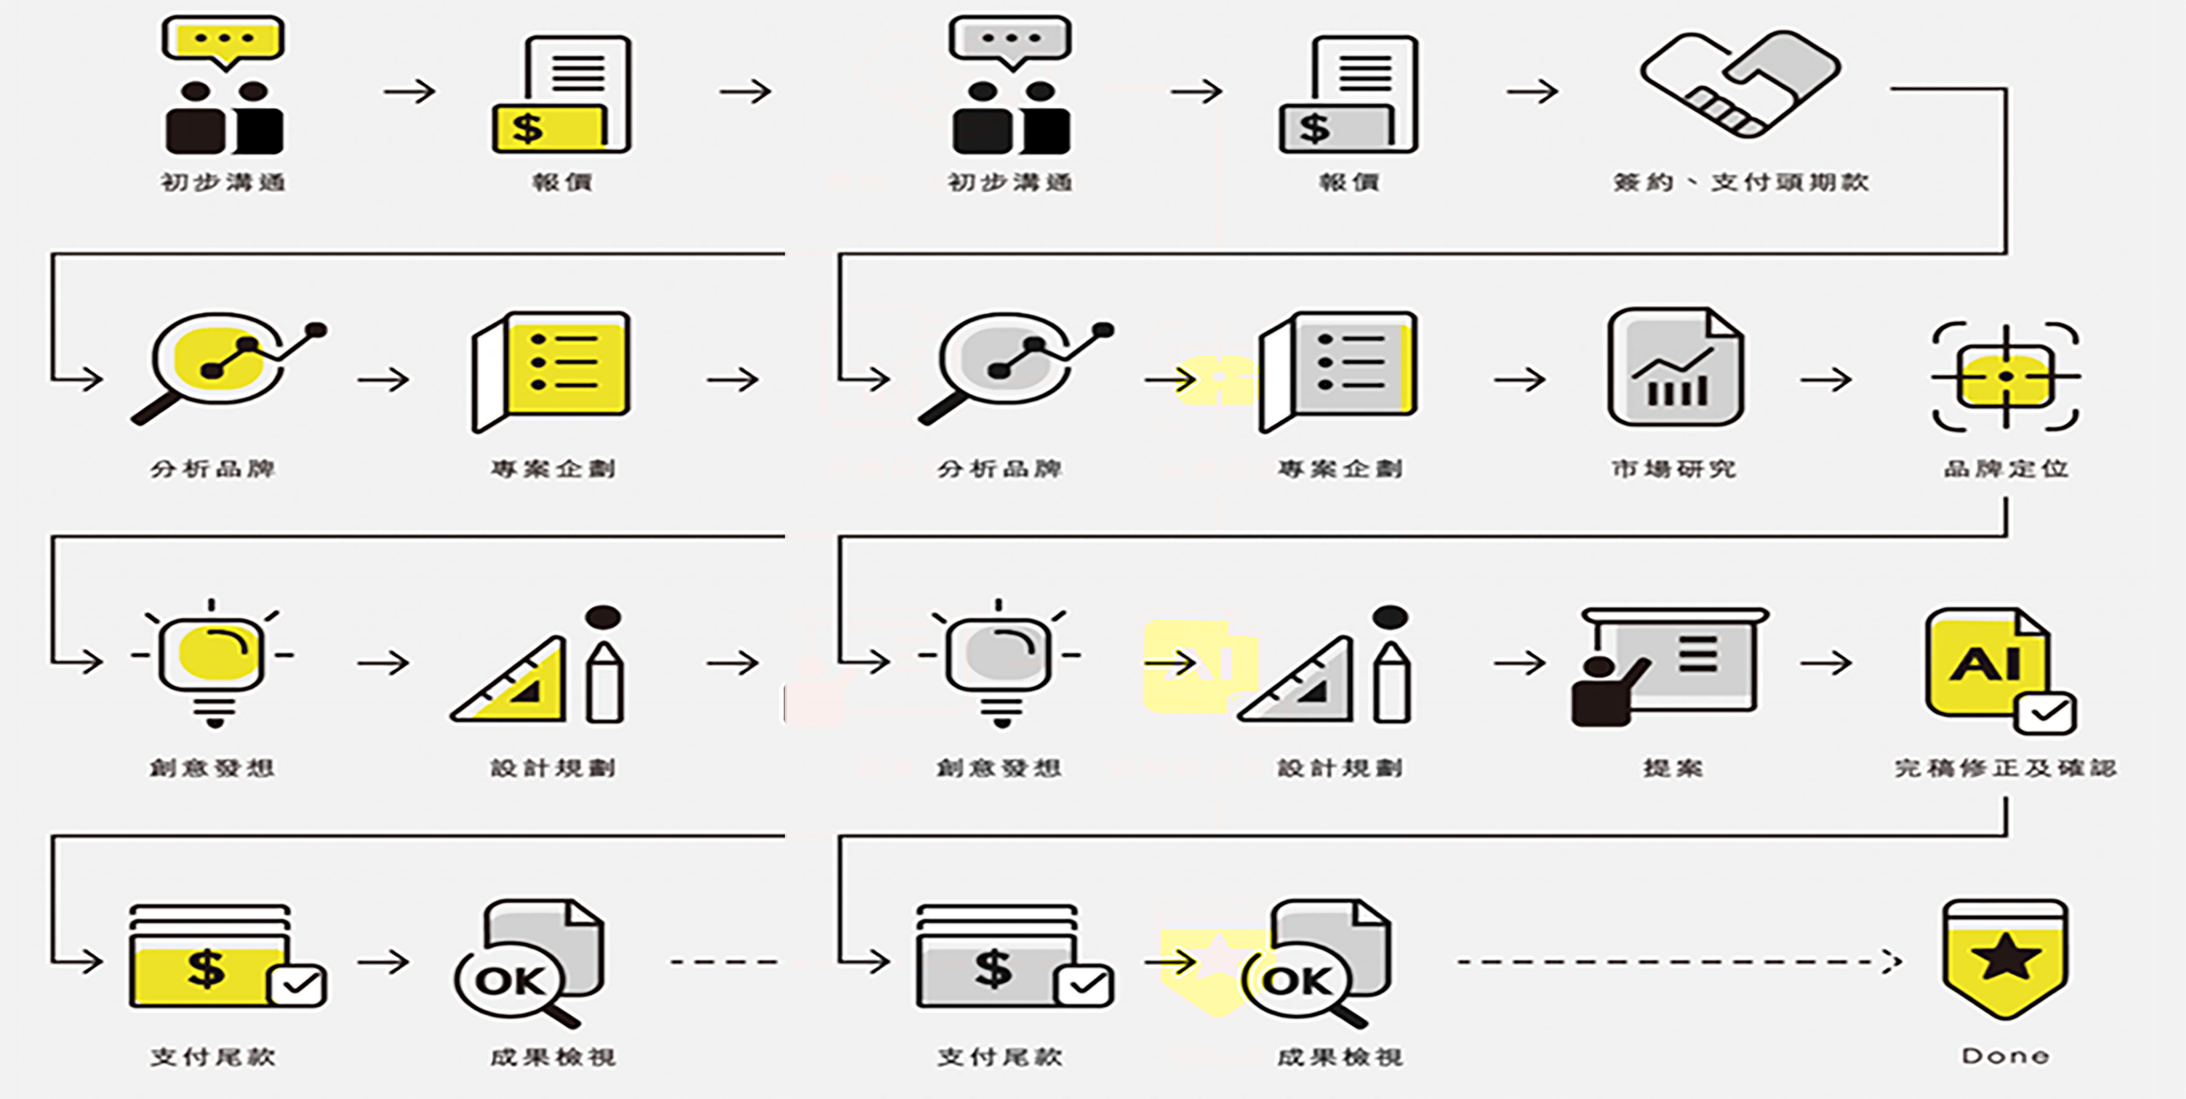 初步溝通
$
報價
初步溝通
$
報價
簽約、支付頭期款
分析品牌
專案企劃
分析品牌
專案企劃
市場研究
品牌定位
創意發想
設計規劃
創意發想
AI
設計規劃
提案
AI
完稿修正及確認
$
支付尾款
OK
成果檢視
$
支付尾款
OK
成果檢視
Done